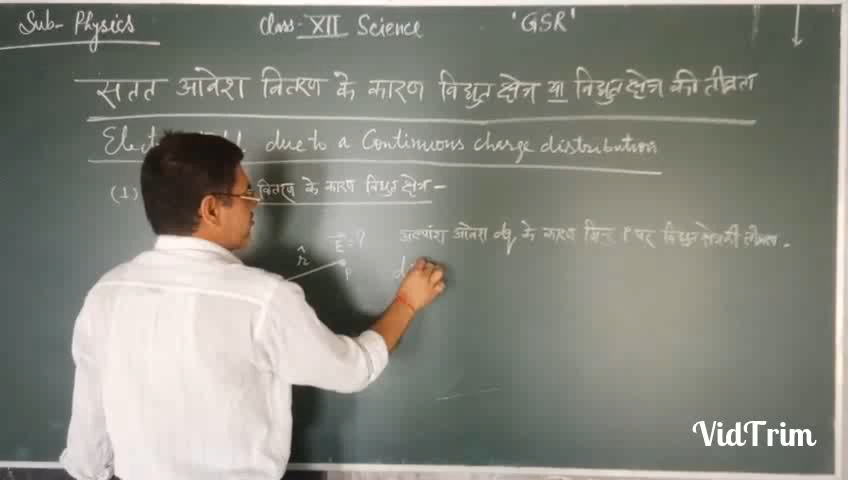 Sub- Physics Class- XII Science 'GSR'
सतत आवेश वितरण के कारण विद्युत क्षेत्र या विद्युत क्षेत्र की तीव्रता
due to a Continuous charge distribution
(1) वितरण के कारण विद्युत क्षेत्र -
E = ? अल्पांश आवेश dq के कारण बिन्दु P पर विद्युत क्षेत्र की तीव्रता -
r̂
P d
VidTrim